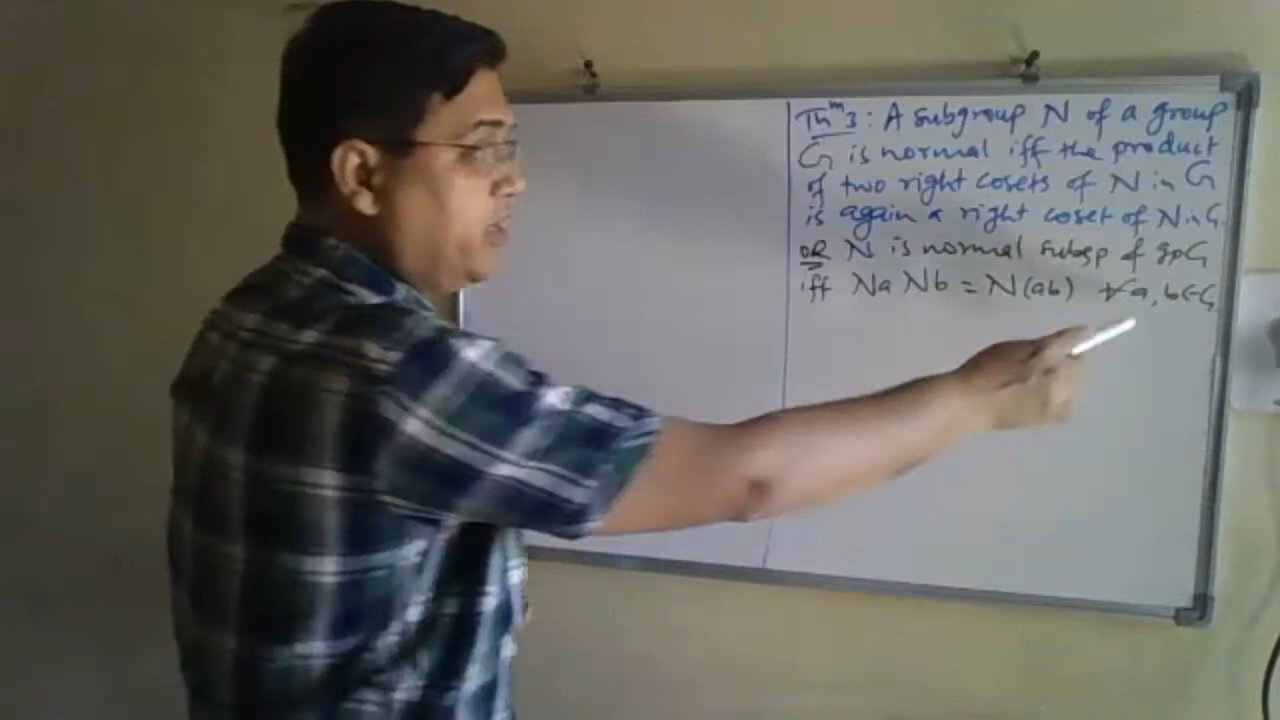 Thm 3: A subgroup N of a group
G is normal iff the product
of two right cosets of N in G
is again a right coset of N in G.
OR N is normal subgp of gp G
iff Na Nb = N(ab) ∀ a, b ∈ G